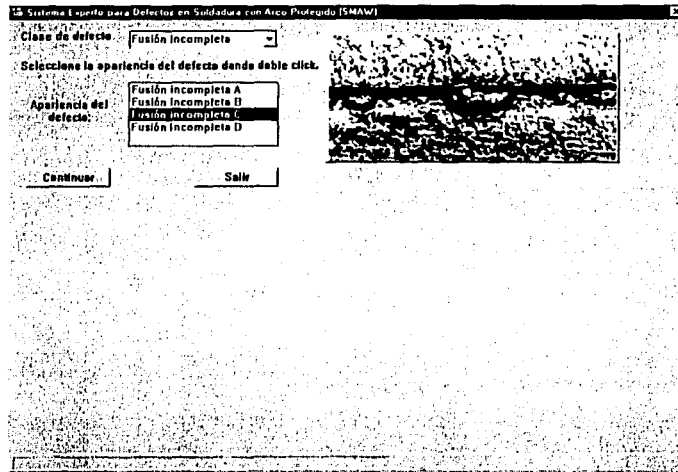 Sistema Experto para Defectos en Soldadura con Arco Protegido (SMAW)
Clase de defecto
Fusión Incompleta
Seleccione la apariencia del defecto dando doble click.
Apariencia del
defecto:
Fusión incompleta A
Fusión incompleta B
Fusión incompleta C
Fusión incompleta D
Continuar
Salir